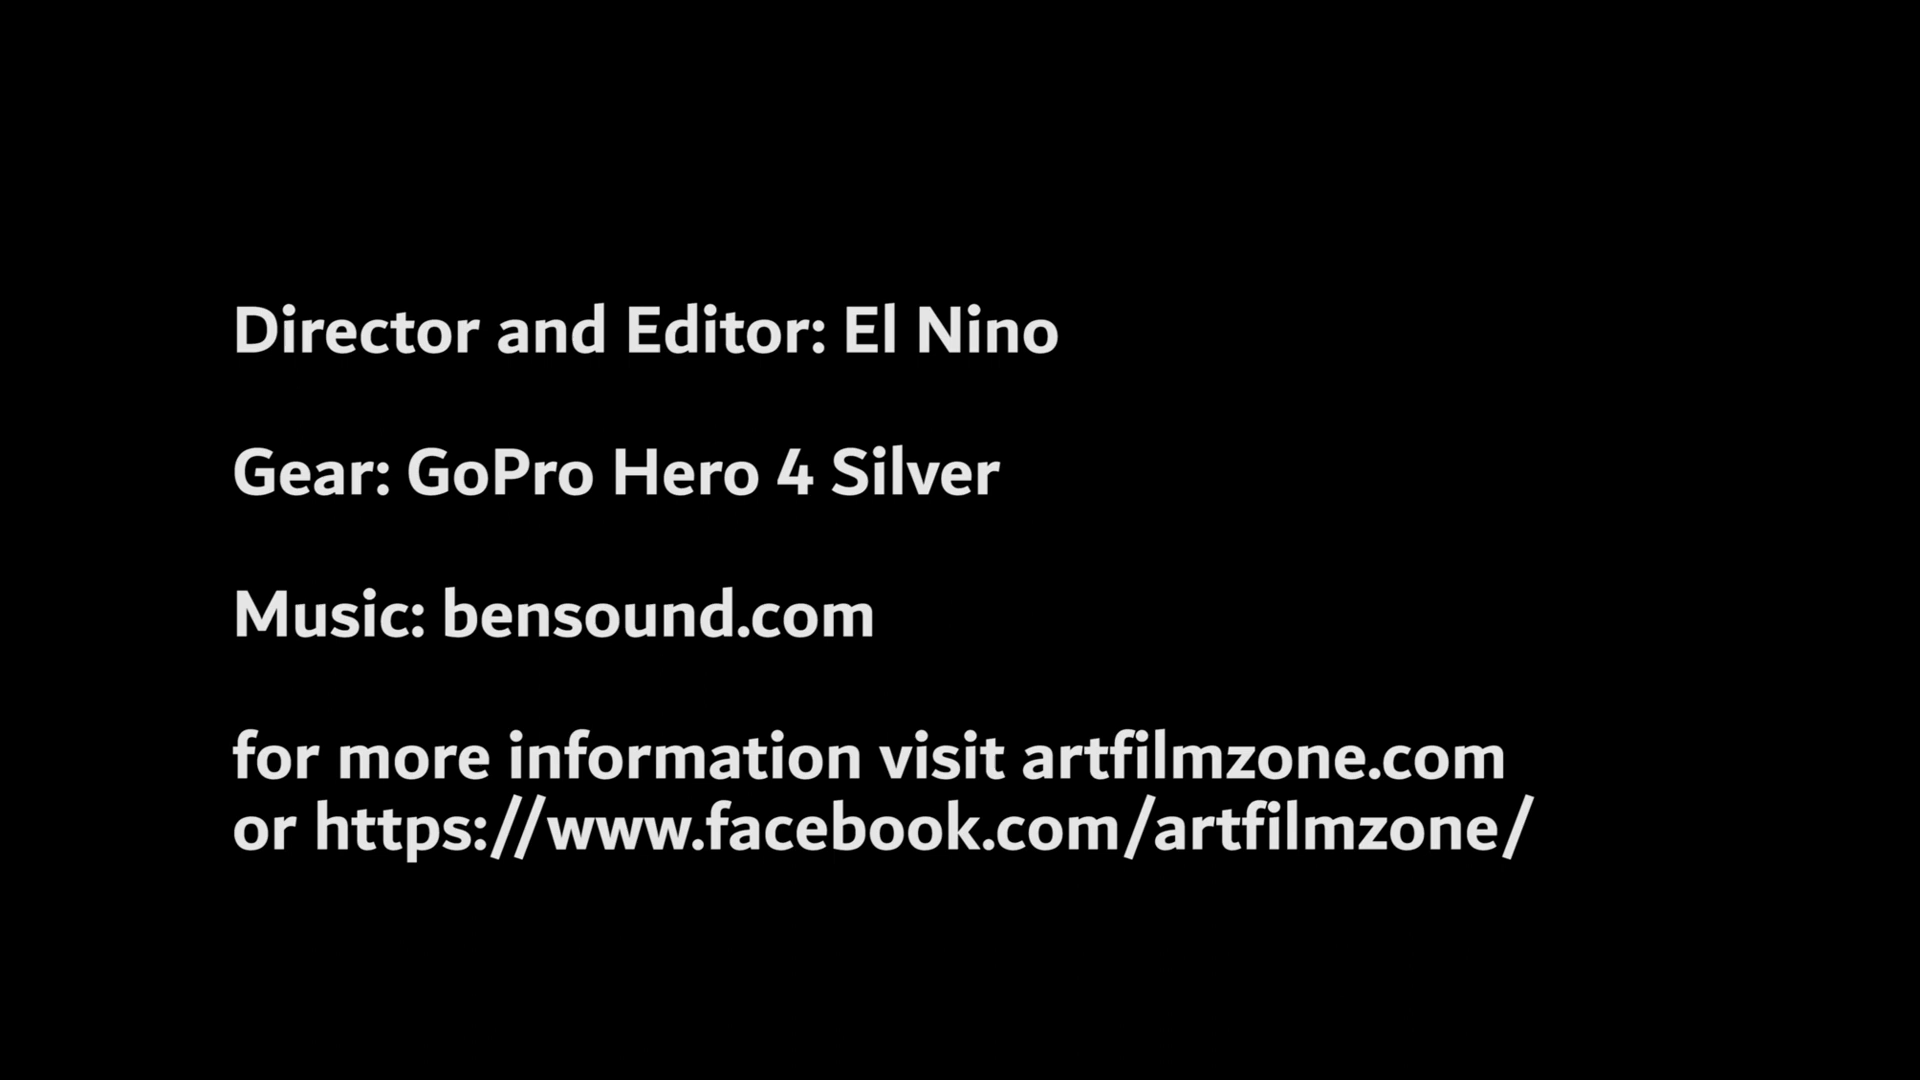 Director and Editor: El Nino
Gear: GoPro Hero 4 Silver
Music: bensound.com
for more information visit artfilmzone.com
or https://www.facebook.com/artfilmzone/